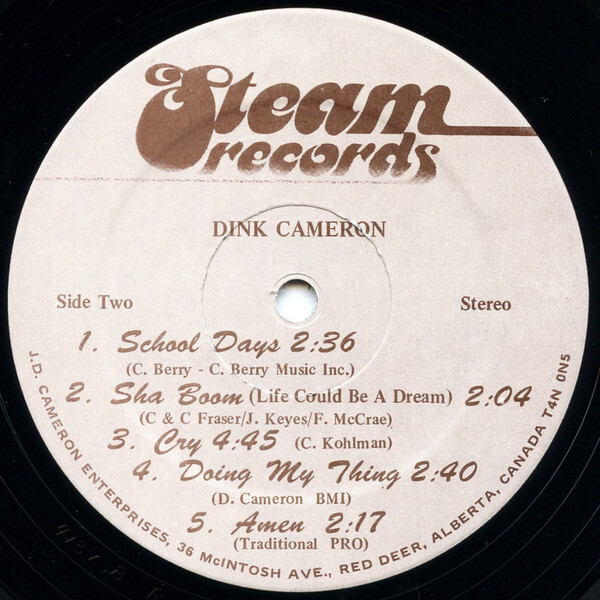 Steam
records
DINK CAMERON
Side Two
Stereo
1. School Days 2:36
(C. Berry - C. Berry Music Inc.)
2. Sha Boom (Life Could Be A Dream) 2:04
(C & C Fraser/J. Keyes/F. McCrae)
3. Cry 4:45 (C. Kohlman)
4. Doing My Thing 2:40
(D. Cameron BMI)
5. Amen 2:17
(Traditional PRO)
J.D. CAMERON ENTERPRISES, 36 McINTOSH AVE., RED DEER, ALBERTA, CANADA T4N 0N5